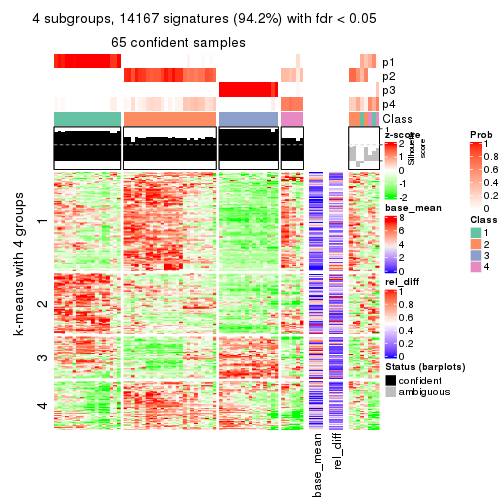 4 subgroups, 14167 signatures (94.2%) with fdr < 0.05
65 confident samples
p1
p2
p3
p4
Class
1
Silhouette
score
k-means with 4 groups
1
2
3
4
base_mean
rel_diff
z-score
2
1
0
-1
-2
base_mean
8
6
4
2
0
rel_diff
1
0.8
0.6
0.4
0.2
0
Status (barplots)
confident
ambiguous
Prob
1
0.8
0.6
0.4
0.2
0
Class
1
2
3
4